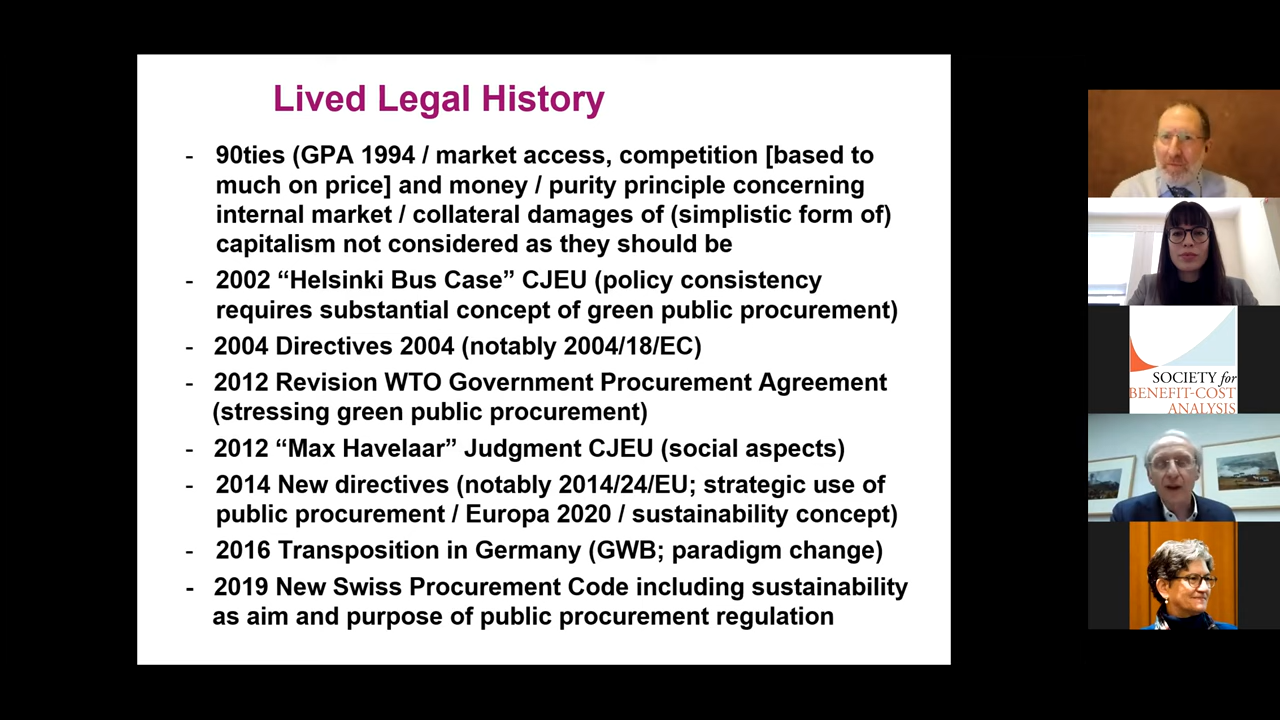 Lived Legal History
- 90ties (GPA 1994 / market access, competition [based to
much on price] and money / purity principle concerning
internal market / collateral damages of (simplistic form of)
capitalism not considered as they should be
- 2002 “Helsinki Bus Case” CJEU (policy consistency
requires substantial concept of green public procurement)
- 2004 Directives 2004 (notably 2004/18/EC)
- 2012 Revision WTO Government Procurement Agreement
(stressing green public procurement)
- 2012 “Max Havelaar” Judgment CJEU (social aspects)
- 2014 New directives (notably 2014/24/EU; strategic use of
public procurement / Europa 2020 / sustainability concept)
- 2016 Transposition in Germany (GWB; paradigm change)
- 2019 New Swiss Procurement Code including sustainability
as aim and purpose of public procurement regulation
SOCIETY for
BENEFIT-COST
ANALYSIS